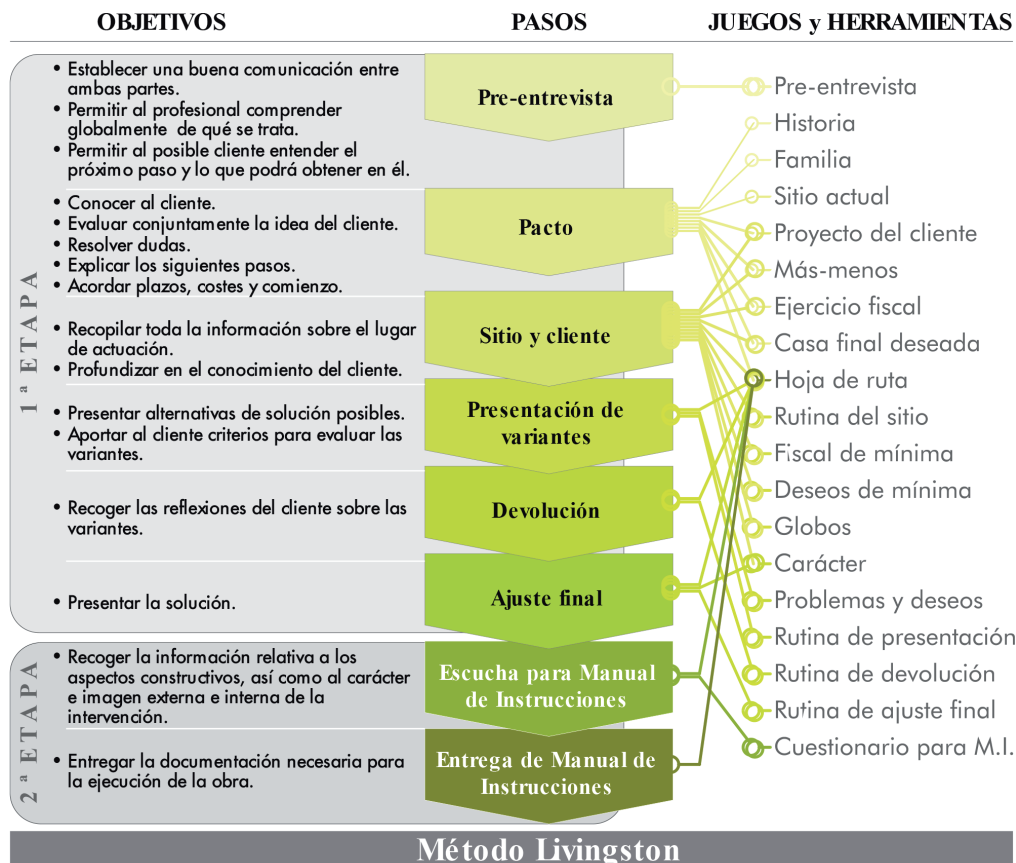 OBJETIVOS
PASOS
JUEGOS y HERRAMIENTAS
1ª ETAPA
• Establecer una buena comunicación entre
ambas partes.
• Permitir al profesional comprender
globalmente de qué se trata.
• Permitir al posible cliente entender el
próximo paso y lo que podrá obtener en él.
Pre-entrevista
• Conocer al cliente.
• Evaluar conjuntamente la idea del cliente.
• Resolver dudas.
• Explicar los siguientes pasos.
• Acordar plazos, costes y comienzo.
Pacto
• Recopilar toda la información sobre el lugar
de actuación.
• Profundizar en el conocimiento del cliente.
Sitio y cliente
• Presentar alternativas de solución posibles.
• Aportar al cliente criterios para evaluar las
variantes.
Presentación de
variantes
• Recoger las reflexiones del cliente sobre las
variantes.
Devolución
• Presentar la solución.
Ajuste final
2ª ETAPA
• Recoger la información relativa a los
aspectos constructivos, así como al carácter
e imagen externa e interna de la
intervención.
Escucha para Manual
de Instrucciones
• Entregar la documentación necesaria para
la ejecución de la obra.
Entrega de Manual de
Instrucciones
Pre-entrevista
Historia
Familia
Sitio actual
Proyecto del cliente
Más-menos
Ejercicio fiscal
Casa final deseada
Hoja de ruta
Rutina del sitio
Fiscal de mínima
Deseos de mínima
Globos
Carácter
Problemas y deseos
Rutina de presentación
Rutina de devolución
Rutina de ajuste final
Cuestionario para M.I.
Método Livingston